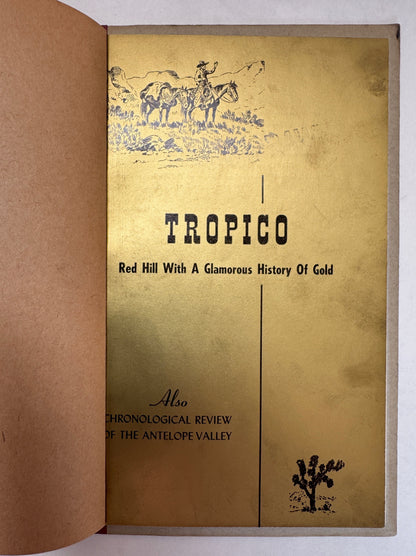 TROPICO
Red Hill With A Glamorous History Of Gold
Also
CHRONOLOGICAL REVIEW
OF THE ANTELOPE VALLEY